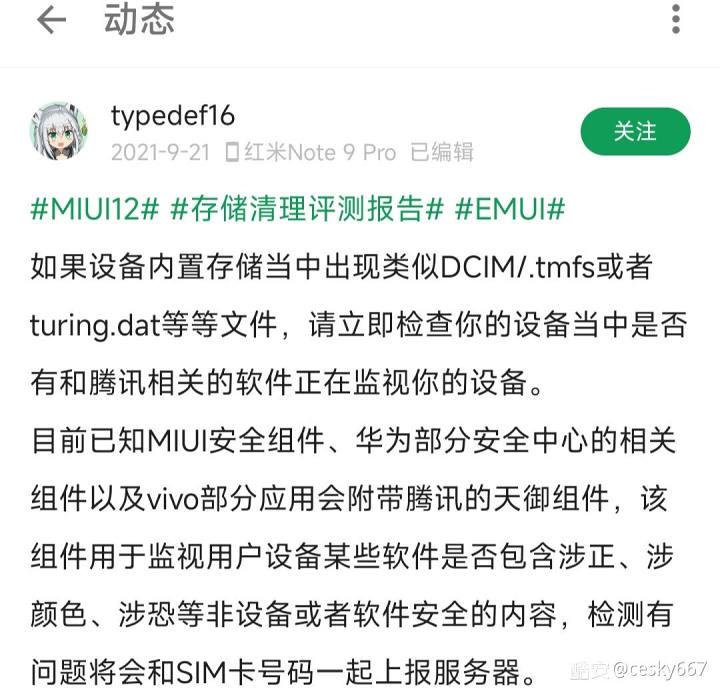 动态
typedef16
2021-9-21 红米Note 9 Pro 已编辑
关注
#MIUI12# #存储清理评测报告# #EMUI#
如果设备内置存储当中出现类似DCIM/.tmfs或者
turing.dat等等文件，请立即检查你的设备当中是否
有和腾讯相关的软件正在监视你的设备。
目前已知MIUI安全组件、华为部分安全中心的相关
组件以及vivo部分应用会附带腾讯的天御组件，该
组件用于监视用户设备某些软件是否包含涉正、涉
颜色、涉恐等非设备或者软件安全的内容，检测有
问题将会和SIM卡号码一起上报服务器。
酷安@cesky667